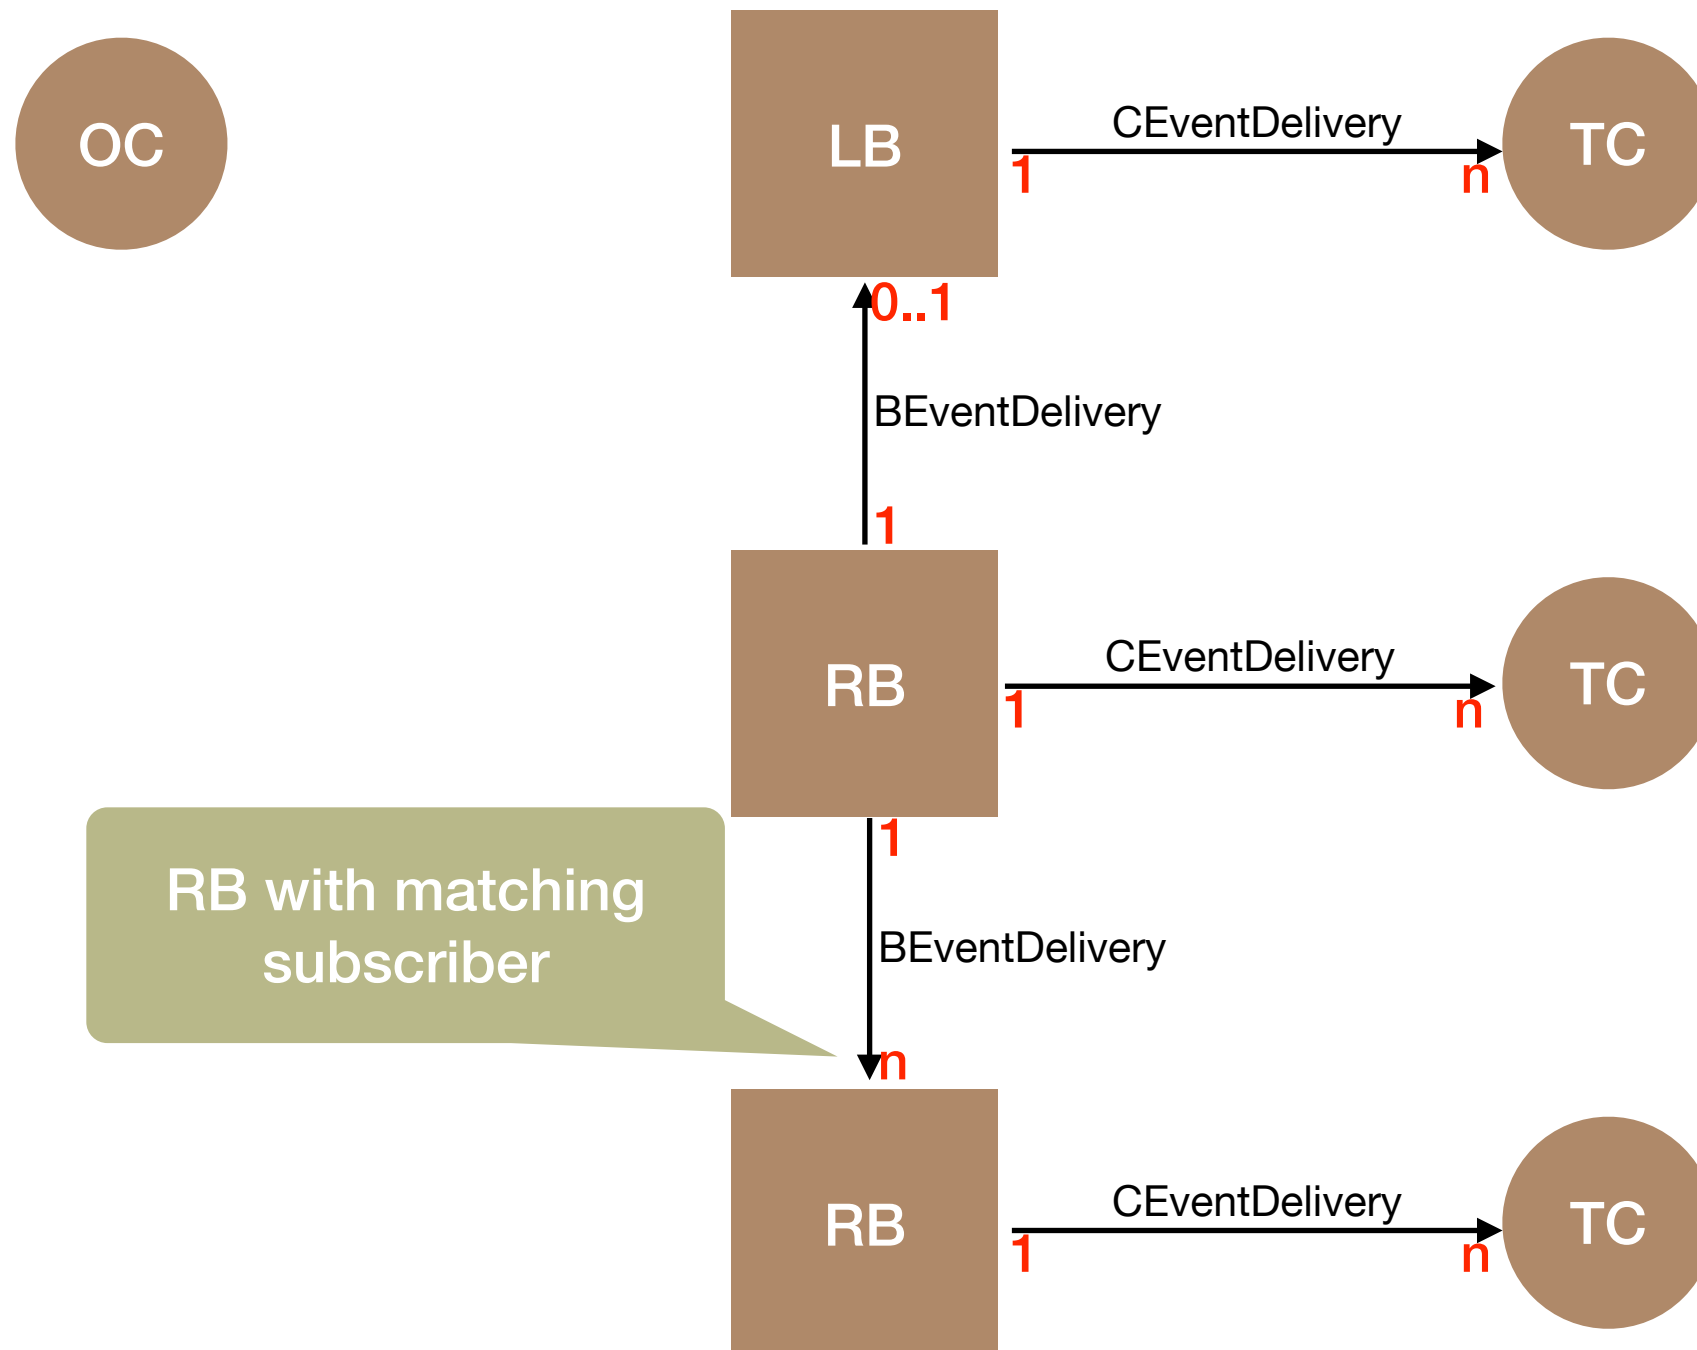 OC
LB
CEventDelivery
TC
1
n
0..1
BEventDelivery
1
RB
CEventDelivery
TC
1
n
1
RB with matching
subscriber
BEventDelivery
n
RB
CEventDelivery
TC
1
n